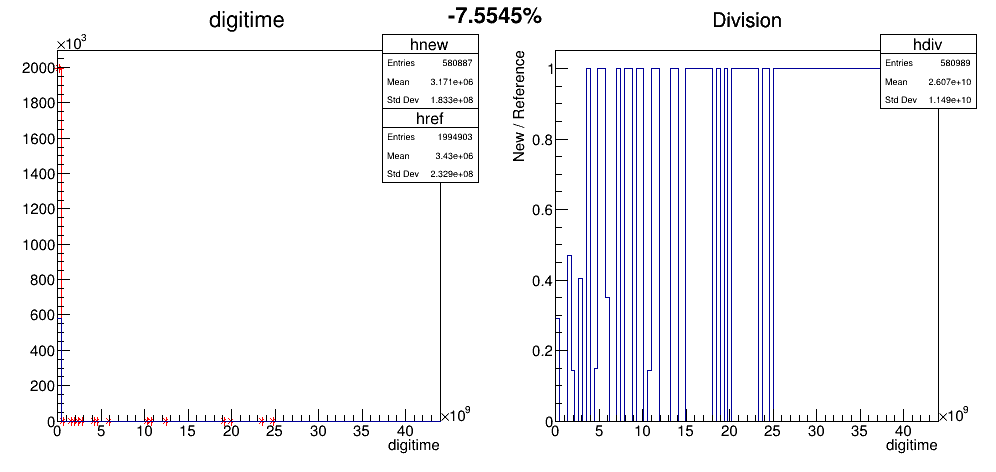 -7.5545%
digitime
×10³
2000
1800
1600
1400
1200
1000
800
600
400
200
0
0 5 10 15 20 25 30 35 40
×10⁹
digitime
hnew
Entries 580887
Mean 3.171e+06
Std Dev 1.833e+08
href
Entries 1994903
Mean 3.43e+06
Std Dev 2.329e+08
Division
New / Reference
1
0.8
0.6
0.4
0.2
0
0 5 10 15 20 25 30 35 40
×10⁹
digitime
hdiv
Entries 580989
Mean 2.607e+10
Std Dev 1.149e+10